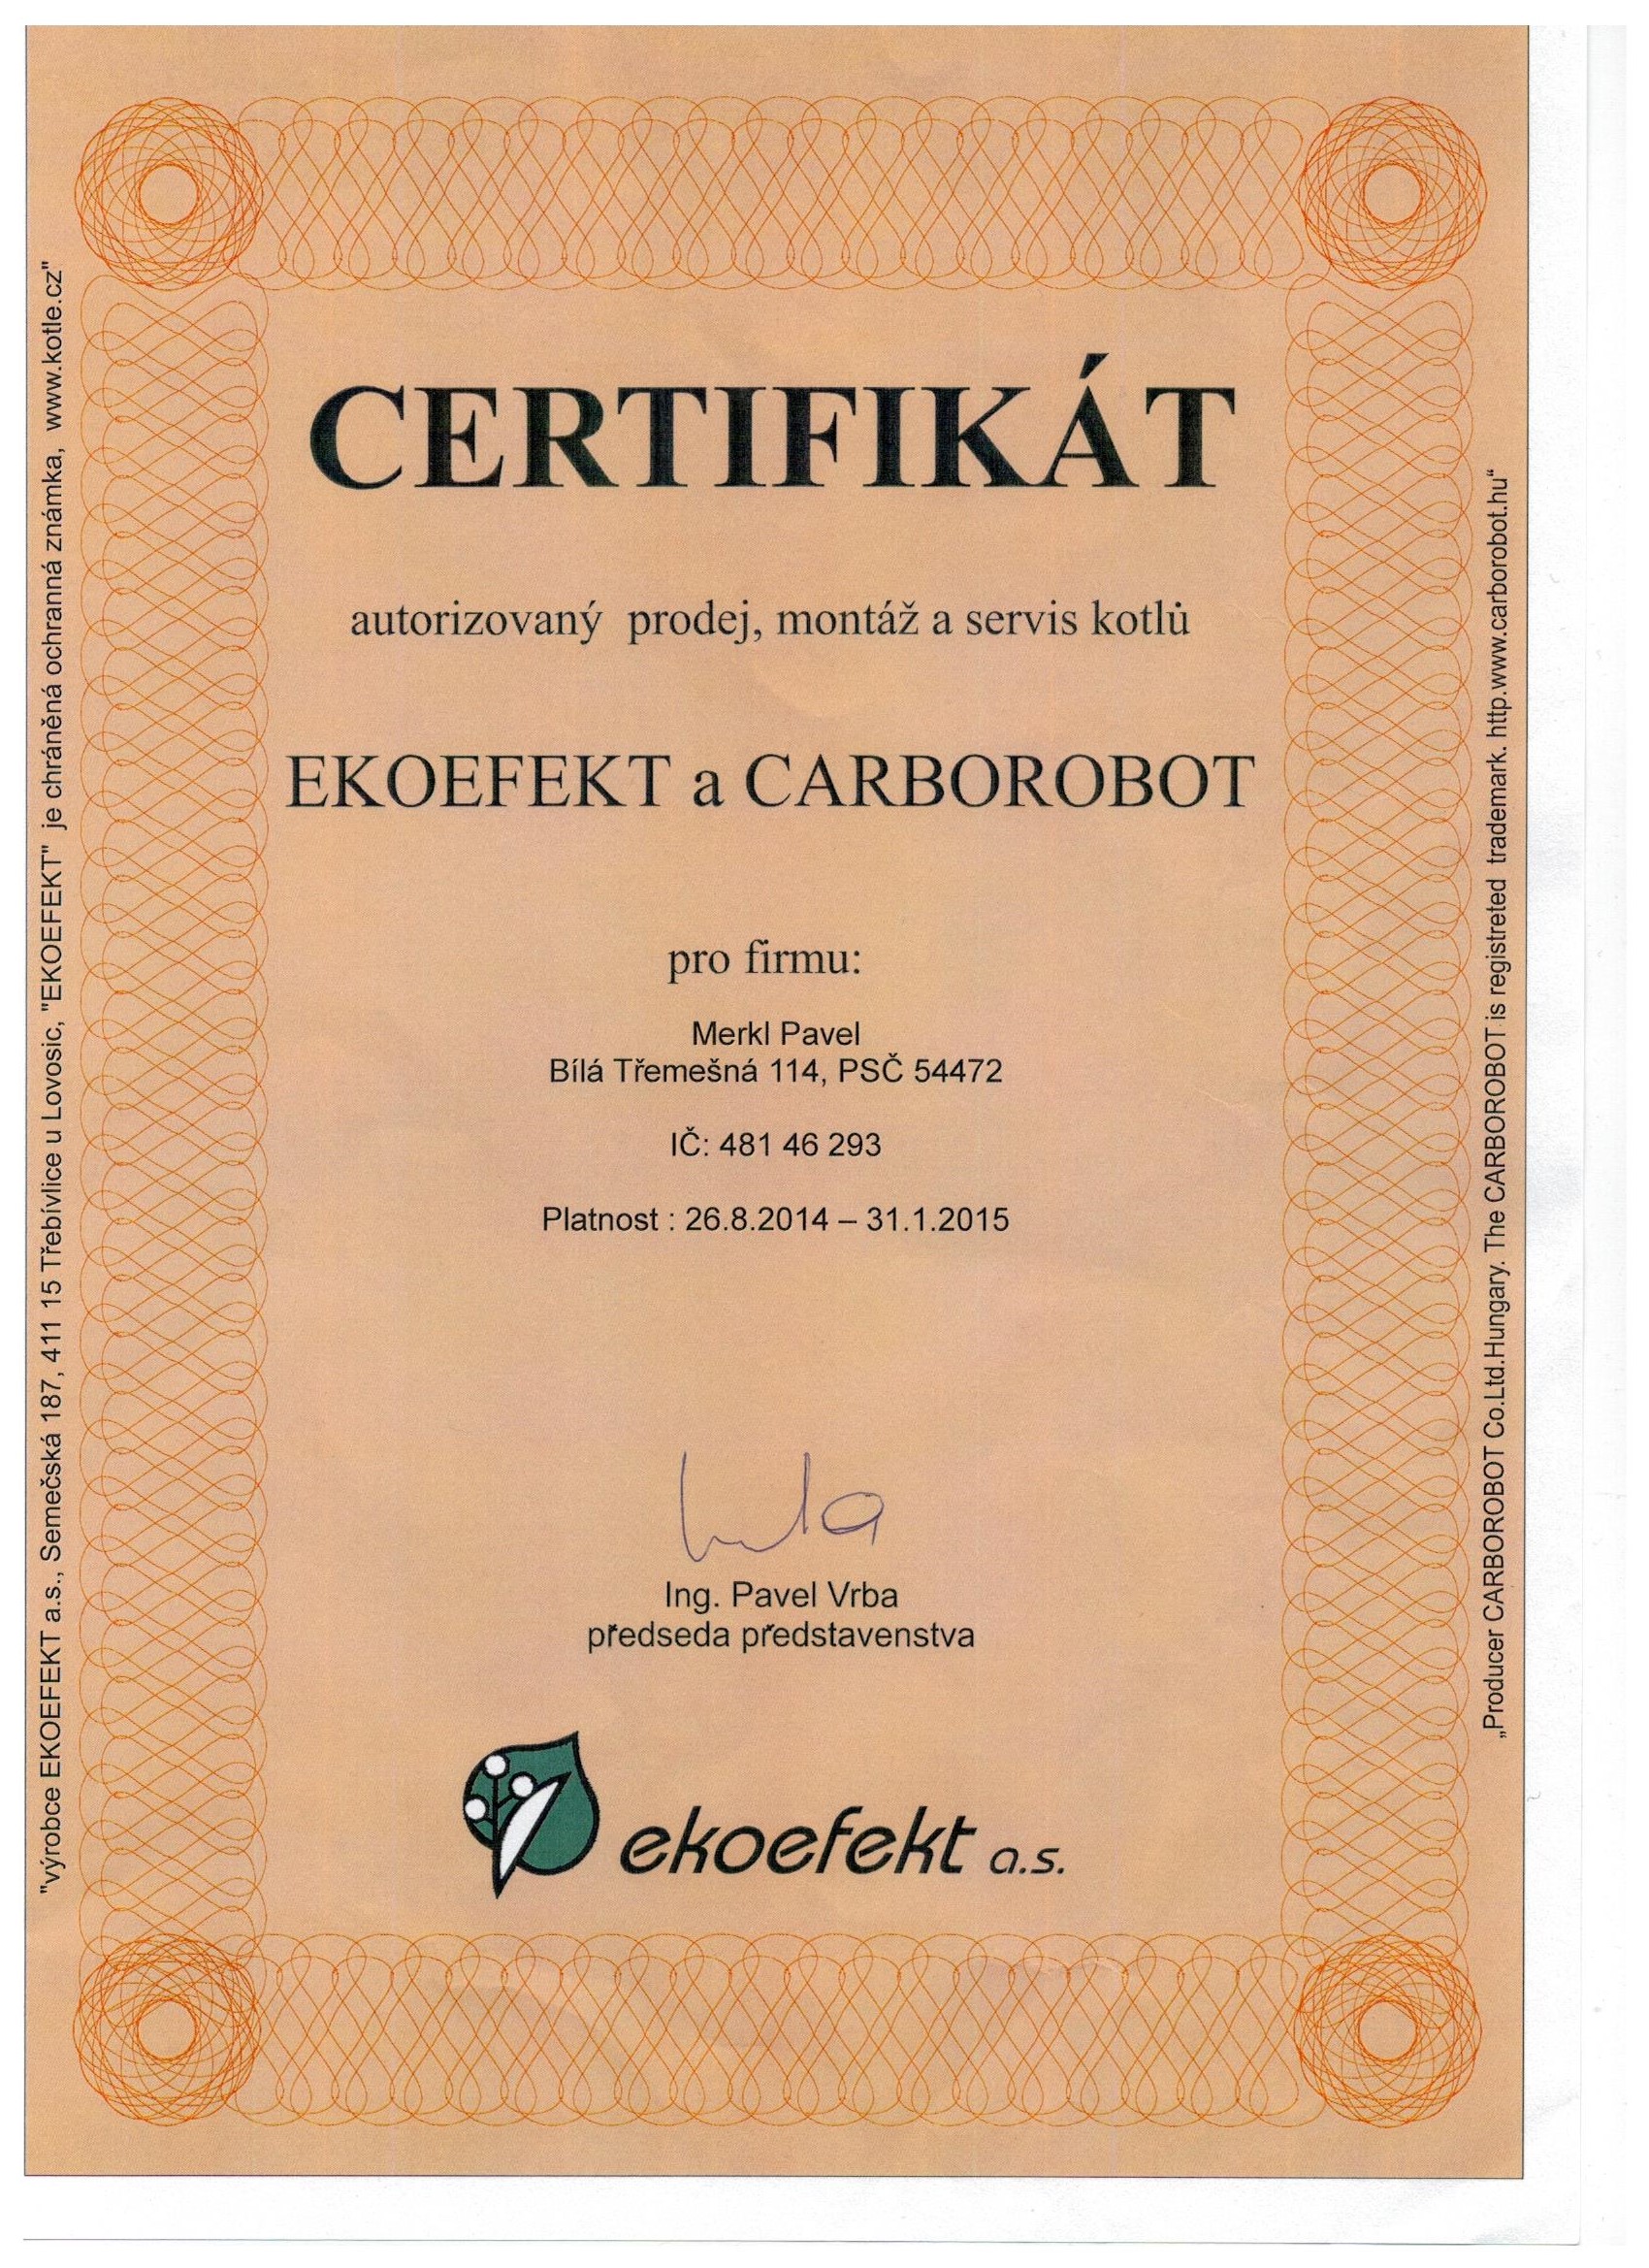 CERTIFIKÁT
autorizovaný prodej, montáž a servis kotlů
EKOEFEKT a CARBOROBOT
pro firmu:
Merkl Pavel
Bílá Třemešná 114, PSČ 54472
IČ: 481 46 293
Platnost : 26.8.2014 – 31.1.2015
Ing. Pavel Vrba
předseda představenstva
ekoefekt a.s.
"výrobce EKOEFEKT a.s., Semečská 187, 411 15 Třebívlice u Lovosic, "EKOEFEKT" je chráněná ochranná známka, www.kotle.cz"
„Producer CARBOROBOT Co.Ltd.Hungary. The CARBOROBOT is registreted trademark. http.www.carborobot.hu“